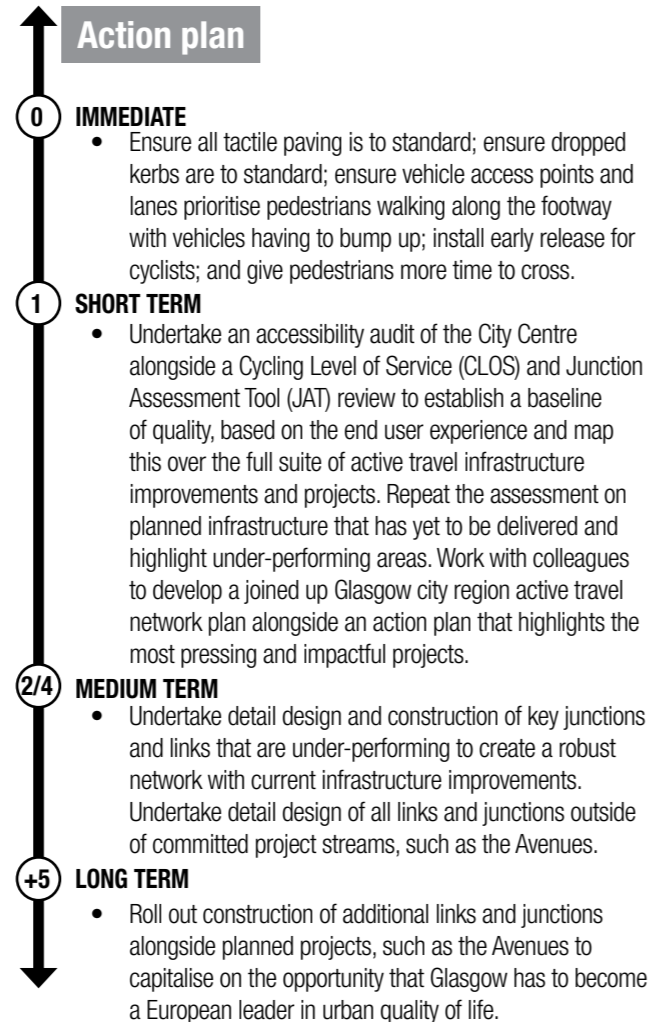 Action plan
0 IMMEDIATE
• Ensure all tactile paving is to standard; ensure dropped
kerbs are to standard; ensure vehicle access points and
lanes prioritise pedestrians walking along the footway
with vehicles having to bump up; install early release for
cyclists; and give pedestrians more time to cross.
1 SHORT TERM
• Undertake an accessibility audit of the City Centre
alongside a Cycling Level of Service (CLOS) and Junction
Assessment Tool (JAT) review to establish a baseline
of quality, based on the end user experience and map
this over the full suite of active travel infrastructure
improvements and projects. Repeat the assessment on
planned infrastructure that has yet to be delivered and
highlight under-performing areas. Work with colleagues
to develop a joined up Glasgow city region active travel
network plan alongside an action plan that highlights the
most pressing and impactful projects.
2/4 MEDIUM TERM
• Undertake detail design and construction of key junctions
and links that are under-performing to create a robust
network with current infrastructure improvements.
Undertake detail design of all links and junctions outside
of committed project streams, such as the Avenues.
+5 LONG TERM
• Roll out construction of additional links and junctions
alongside planned projects, such as the Avenues to
capitalise on the opportunity that Glasgow has to become
a European leader in urban quality of life.